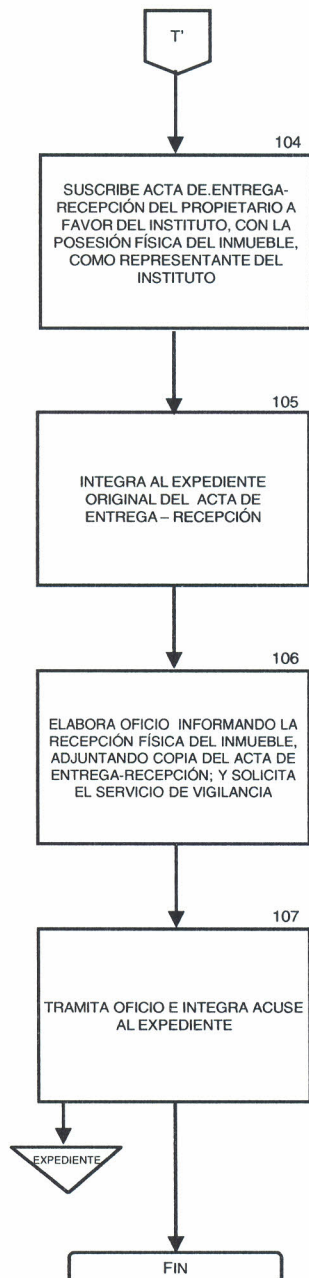 T'
104
SUSCRIBE ACTA DE.ENTREGA-
RECEPCIÓN DEL PROPIETARIO A
FAVOR DEL INSTITUTO, CON LA
POSESIÓN FÍSICA DEL INMUEBLE,
COMO REPRESENTANTE DEL
INSTITUTO
105
INTEGRA AL EXPEDIENTE
ORIGINAL DEL ACTA DE
ENTREGA – RECEPCIÓN
106
ELABORA OFICIO INFORMANDO LA
RECEPCIÓN FÍSICA DEL INMUEBLE,
ADJUNTANDO COPIA DEL ACTA DE
ENTREGA-RECEPCIÓN; Y SOLICITA
EL SERVICIO DE VIGILANCIA
107
TRAMITA OFICIO E INTEGRA ACUSE
AL EXPEDIENTE
EXPEDIENTE
FIN